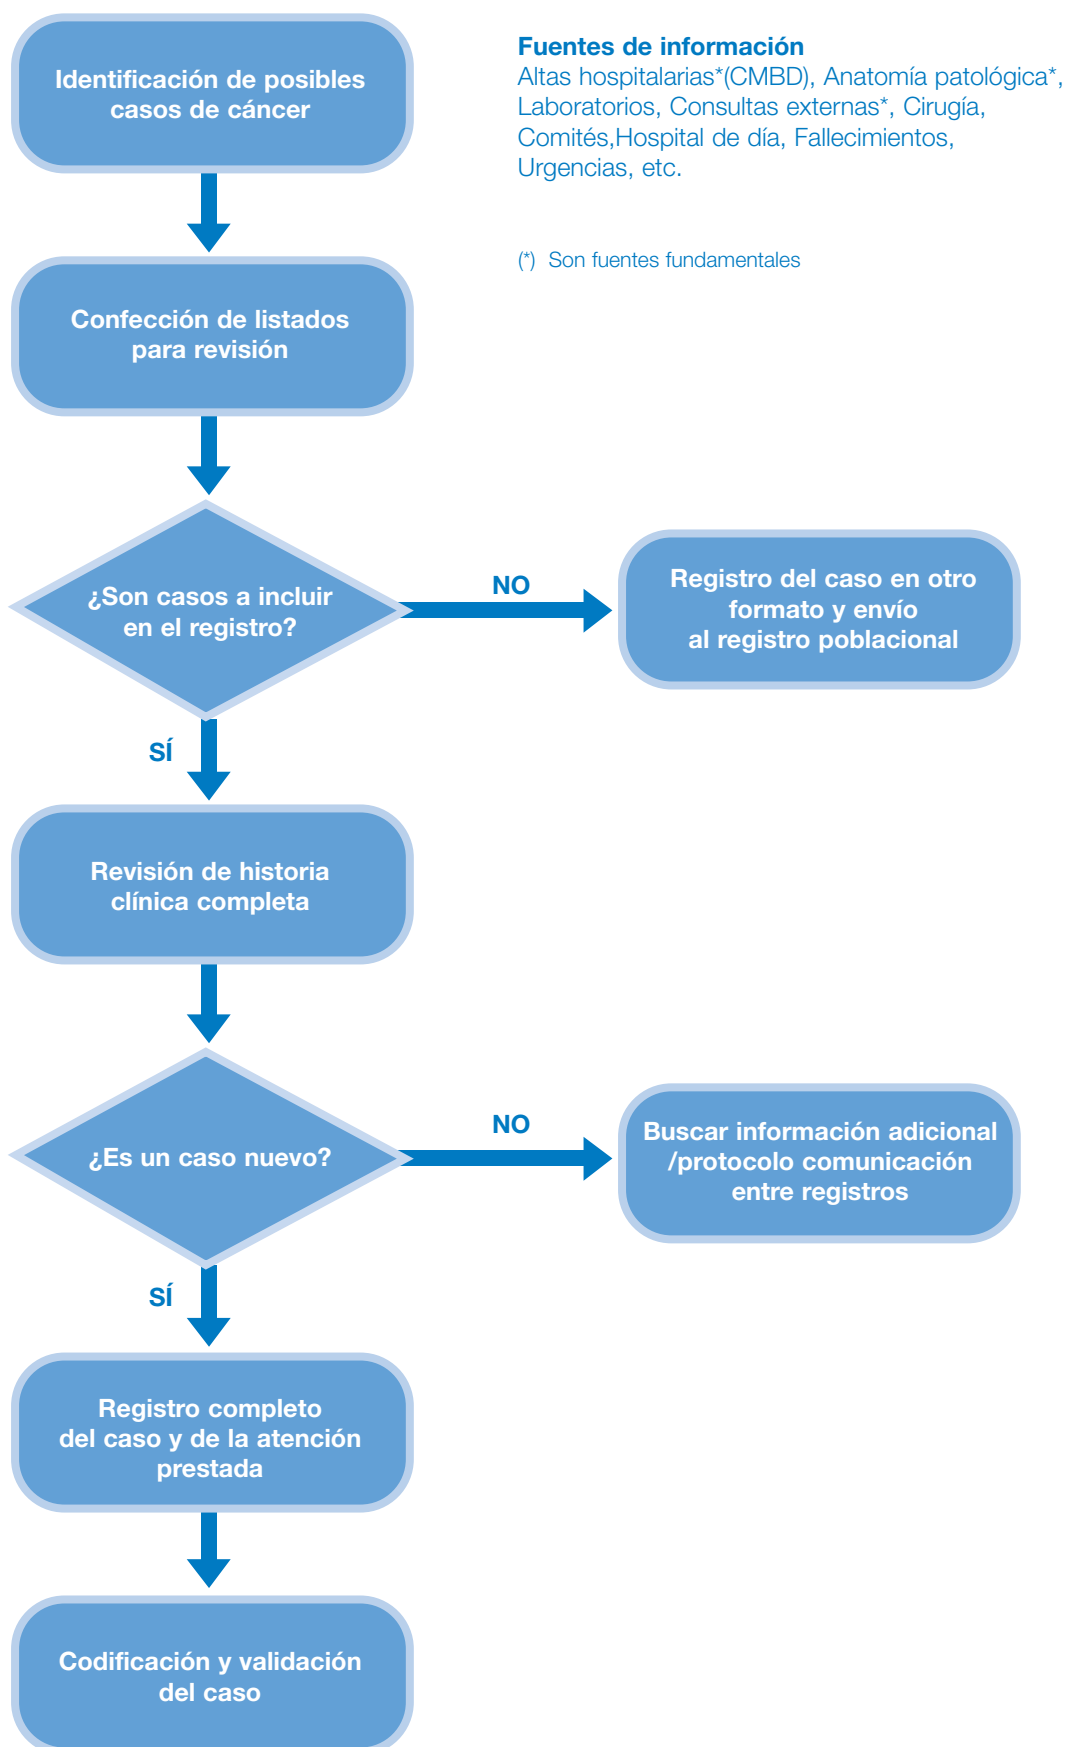 Identificación de posibles
casos de cáncer
Fuentes de información
Altas hospitalarias*(CMBD), Anatomía patológica*,
Laboratorios, Consultas externas*, Cirugía,
Comités,Hospital de día, Fallecimientos,
Urgencias, etc.
(*) Son fuentes fundamentales
Confección de listados
para revisión
¿Son casos a incluir
en el registro?
NO
Registro del caso en otro
formato y envío
al registro poblacional
SÍ
Revisión de historia
clínica completa
¿Es un caso nuevo?
NO
Buscar información adicional
/protocolo comunicación
entre registros
SÍ
Registro completo
del caso y de la atención
prestada
Codificación y validación
del caso